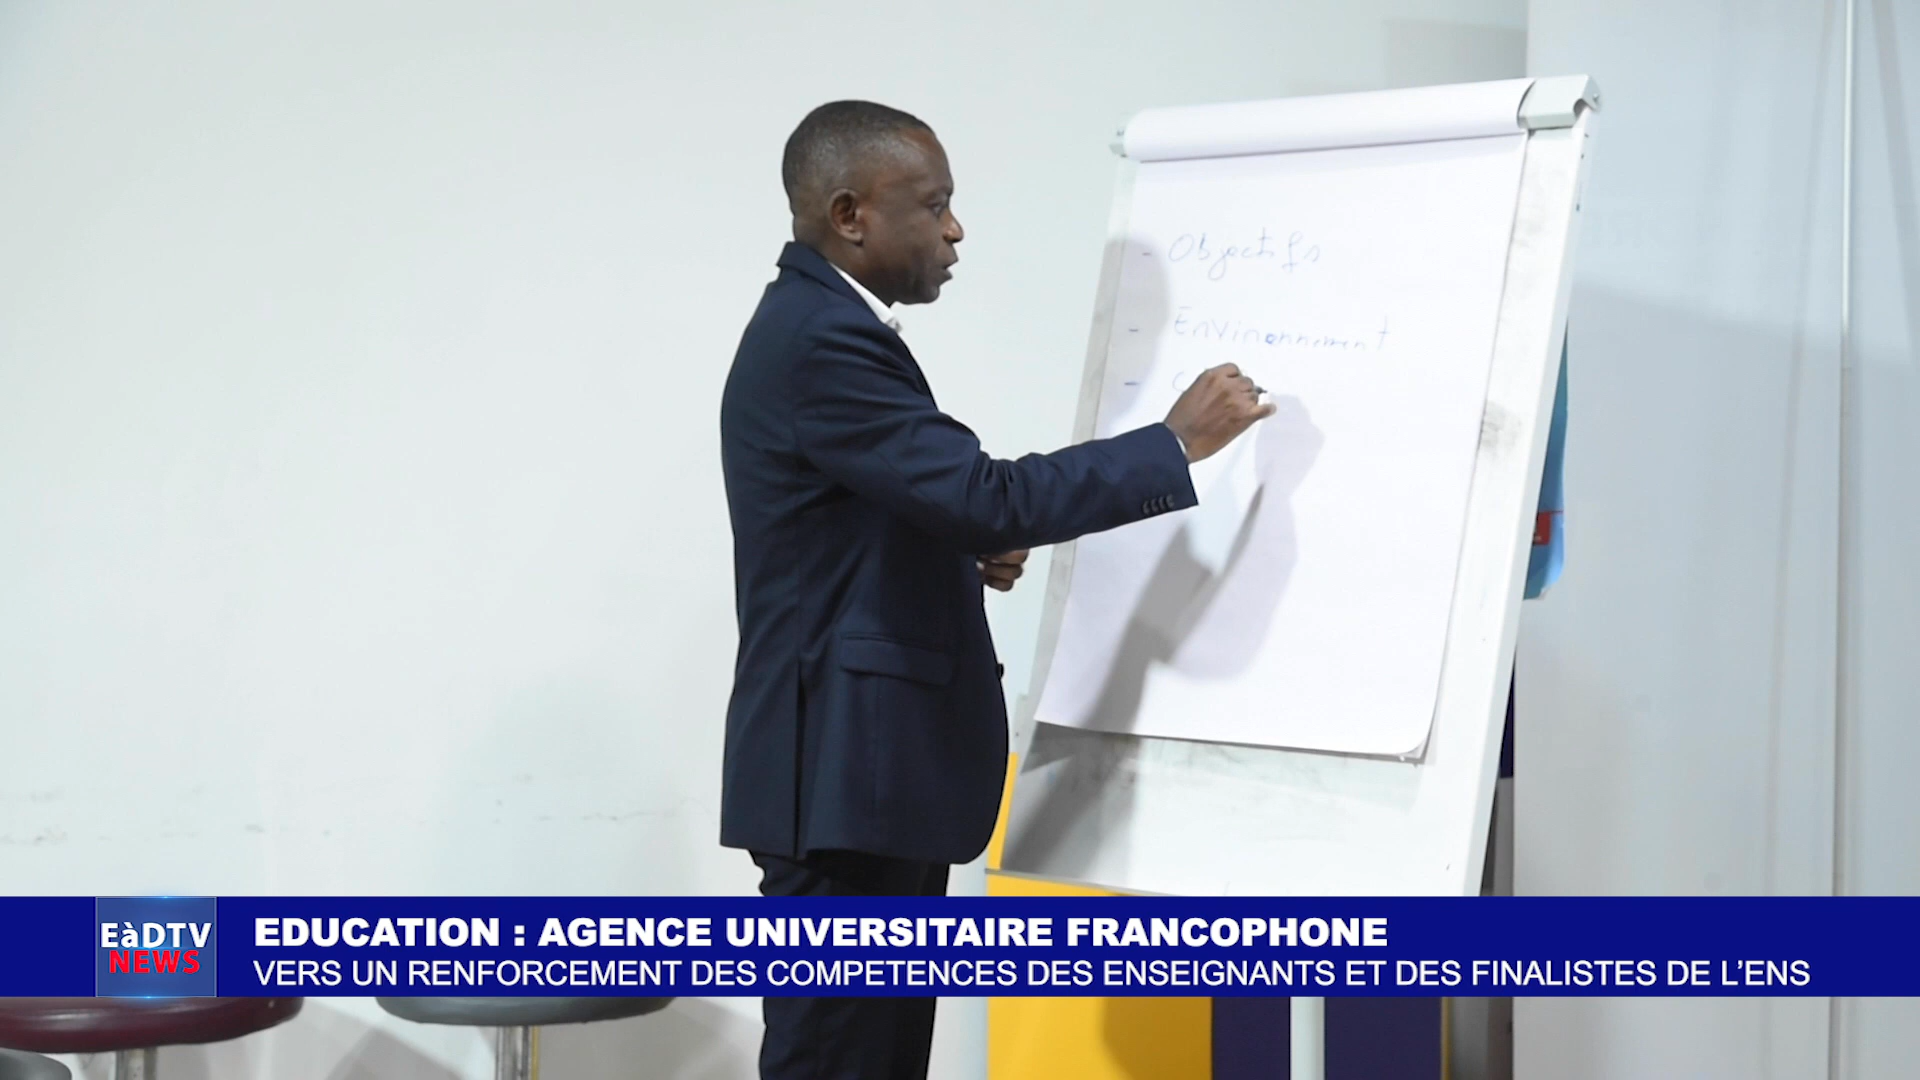 - Objectifs
- Environnement
-
EàDTV
NEWS
EDUCATION : AGENCE UNIVERSITAIRE FRANCOPHONE
VERS UN RENFORCEMENT DES COMPETENCES DES ENSEIGNANTS ET DES FINALISTES DE L’ENS